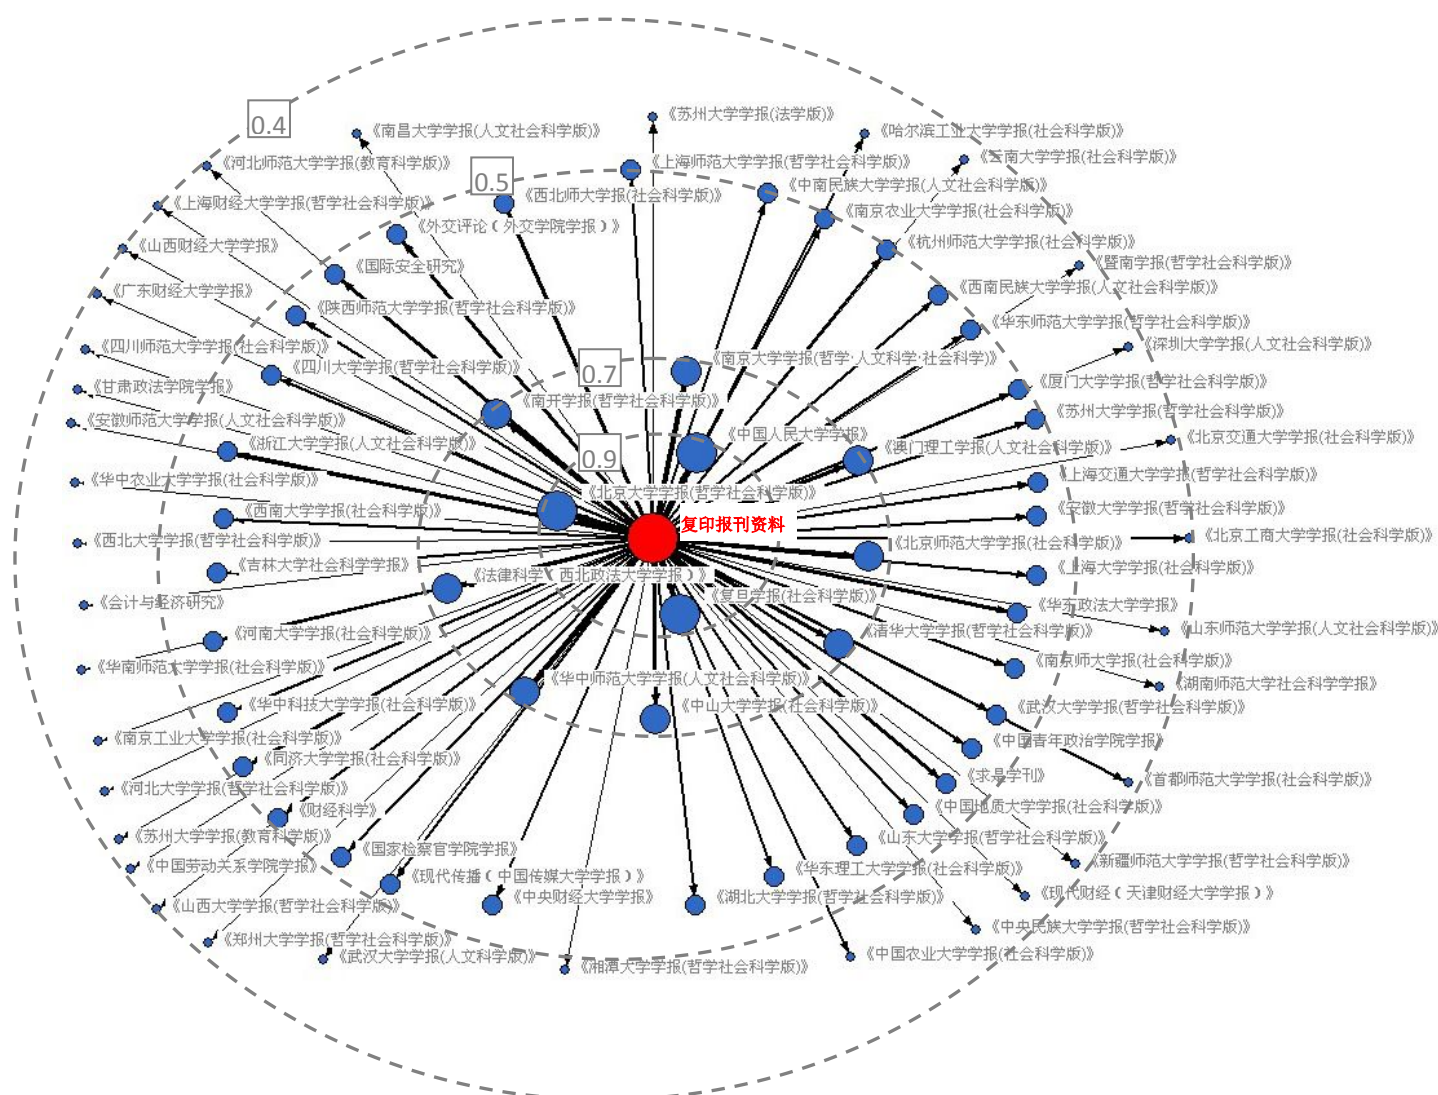 0.4
《苏州大学学报(法学版)》
《南昌大学学报(人文社会科学版)》
《哈尔滨工业大学学报(社会科学版)》
《河北师范大学学报(教育科学版)》
0.5
《上海师范大学学报(哲学社会科学版)》
《云南大学学报(社会科学版)》
《西北师大学报(社会科学版)》
《中南民族大学学报(人文社会科学版)》
《上海财经大学学报(哲学社会科学版)》
《南京农业大学学报(社会科学版)》
《外交评论(外交学院学报)》
《山西财经大学学报》
《杭州师范大学学报(社会科学版)》
《国际安全研究》
《暨南学报(哲学社会科学版)》
《广东财经大学学报》
《西南民族大学学报(人文社会科学版)》
《陕西师范大学学报(哲学社会科学版)》
《华东师范大学学报(哲学社会科学版)》
《四川师范大学学报(社会科学版)》
《深圳大学学报(人文社会科学版)》
《南京大学学报(哲学·人文科学·社会科学)》
0.7
《四川大学学报(哲学社会科学版)》
《甘肃政法学院学报》
《厦门大学学报(哲学社会科学版)》
《南开学报(哲学社会科学版)》
《苏州大学学报(哲学社会科学版)》
《安徽师范大学学报(人文社会科学版)》
《中国人民大学学报》
《浙江大学学报(人文社会科学版)》
《澳门理工学报(人文社会科学版)》
《北京交通大学学报(社会科学版)》
0.9
《华中农业大学学报(社会科学版)》
《上海交通大学学报(哲学社会科学版)》
《北京大学学报(哲学社会科学版)》
《西南大学学报(社会科学版)》
《安徽大学学报(哲学社会科学版)》
复印报刊资料
《西北大学学报(哲学社会科学版)》
《北京师范大学学报(社会科学版)》
《北京工商大学学报(社会科学版)》
《吉林大学社会科学学报》
《法律科学(西北政法大学学报)》
《上海大学学报(社会科学版)》
《会计与经济研究》
《复旦学报(社会科学版)》
《华东政法大学学报》
《河南大学学报(社会科学版)》
《清华大学学报(哲学社会科学版)》
《山东师范大学学报(人文社会科学版)》
《华南师范大学学报(社会科学版)》
《南京师大学报(社会科学版)》
《华中师范大学学报(人文社会科学版)》
《湖南师范大学社会科学学报》
《华中科技大学学报(社会科学版)》
《中山大学学报(社会科学版)》
《武汉大学学报(哲学社会科学版)》
《南京工业大学学报(社会科学版)》
《中国青年政治学院学报》
《同济大学学报(社会科学版)》
《求是学刊》
《首都师范大学学报(社会科学版)》
《河北大学学报(哲学社会科学版)》
《财经科学》
《中国地质大学学报(社会科学版)》
《苏州大学学报(教育科学版)》
《山东大学学报(哲学社会科学版)》
《国家检察官学院学报》
《中国劳动关系学院学报》
《华东理工大学学报(社会科学版)》
《新疆师范大学学报(哲学社会科学版)》
《现代传播(中国传媒大学学报)》
《中央财经大学学报》
《湖北大学学报(哲学社会科学版)》
《现代财经(天津财经大学学报)》
《山西大学学报(哲学社会科学版)》
《中央民族大学学报(哲学社会科学版)》
《郑州大学学报(哲学社会科学版)》
《武汉大学学报(人文科学版)》
《中国农业大学学报(社会科学版)》
《湘潭大学学报(哲学社会科学版)》